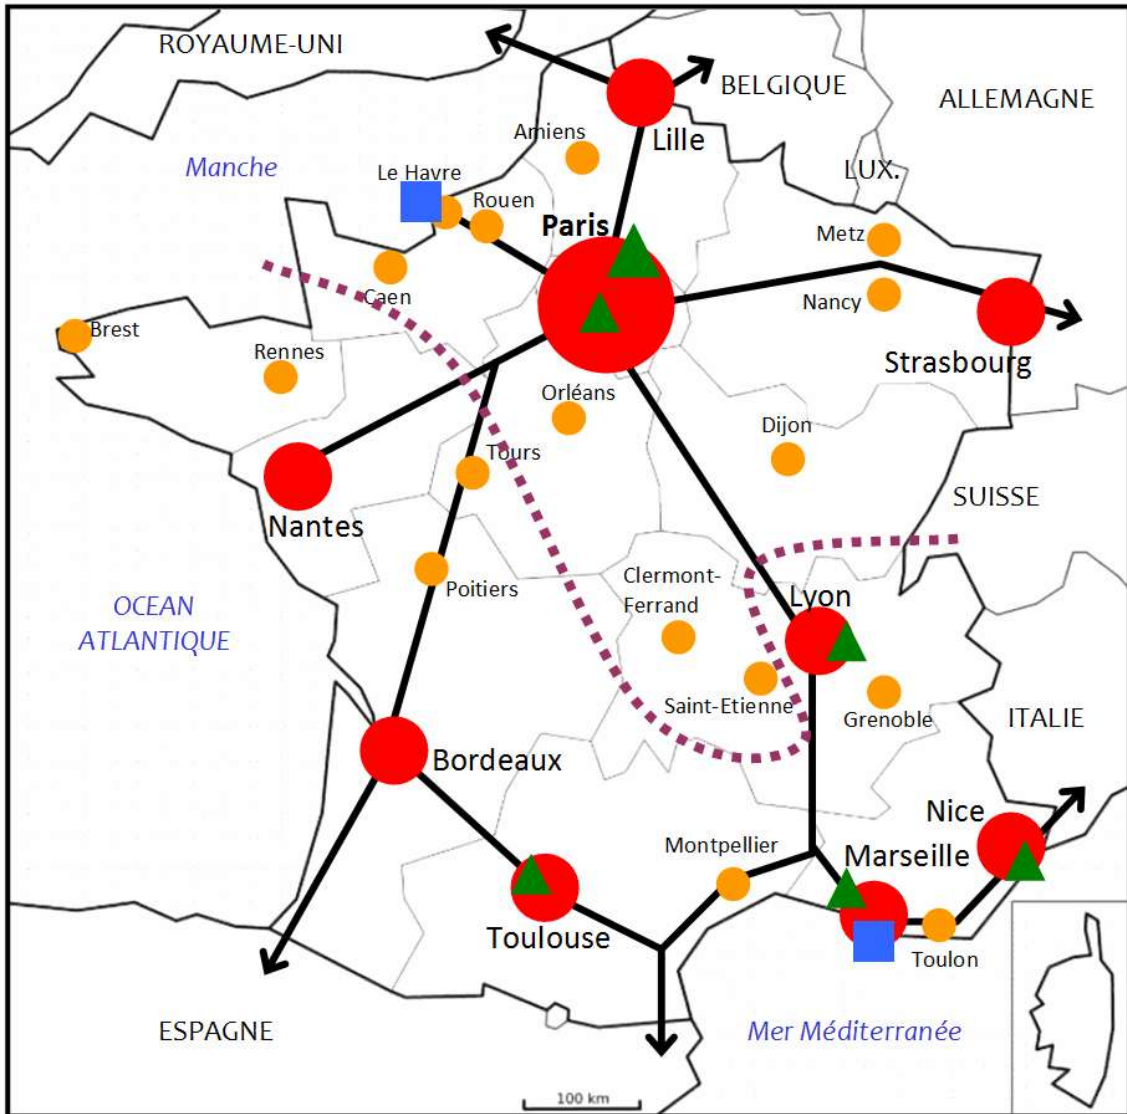 ROYAUME-UNI
BELGIQUE
ALLEMAGNE
Amiens
Lille
Manche
Le Havre
LUX.
Rouen
Paris
Metz
Caen
Nancy
Brest
Rennes
Strasbourg
Orléans
Dijon
Tours
SUISSE
Nantes
Clermont-
Ferrand
Poitiers
Lyon
OCEAN
ATLANTIQUE
Saint-Etienne
Grenoble
ITALIE
Bordeaux
Nice
Montpellier
Marseille
Toulouse
Toulon
ESPAGNE
Mer Méditerranée
100 km